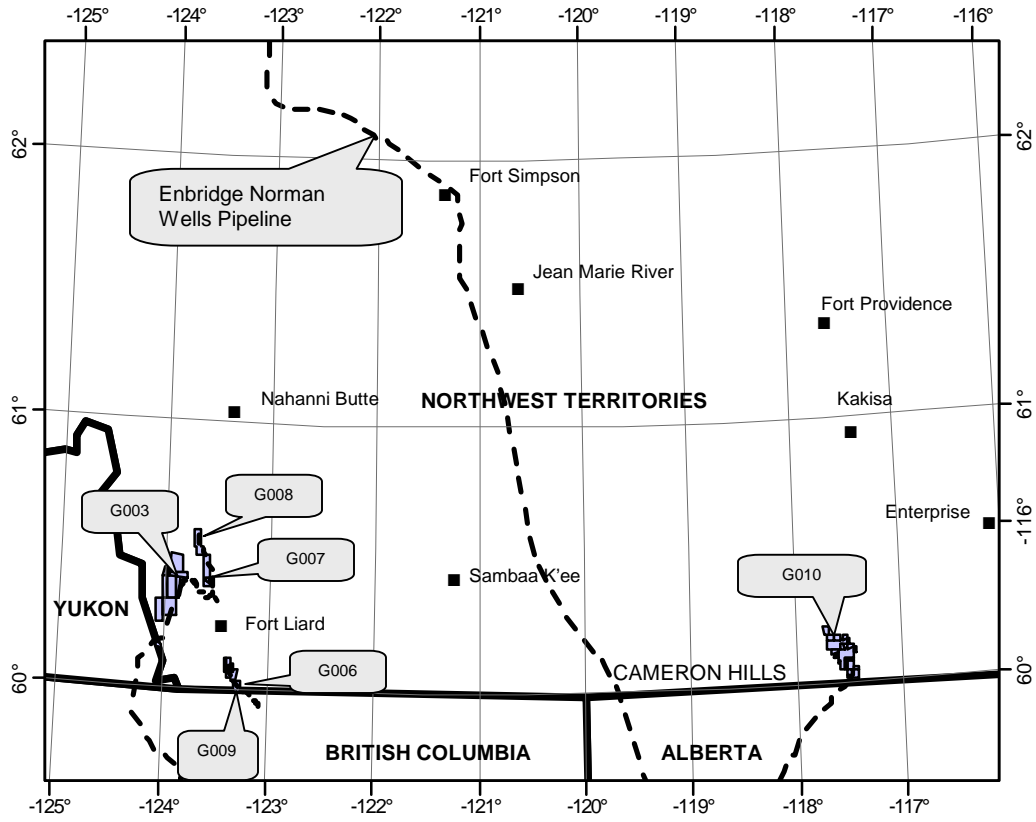 -125°
-124°
-123°
-122°
-121°
-120°
-119°
-118°
-117°
-116°
62°
62°
Enbridge Norman
Wells Pipeline
Fort Simpson
Jean Marie River
Fort Providence
Nahanni Butte
NORTHWEST TERRITORIES
Kakisa
61°
61°
G008
G003
Enterprise
-116°
G007
Sambaa K'ee
G010
YUKON
Fort Liard
G006
CAMERON HILLS
60°
60°
G009
BRITISH COLUMBIA
ALBERTA
-125°
-124°
-123°
-122°
-121°
-120°
-119°
-118°
-117°